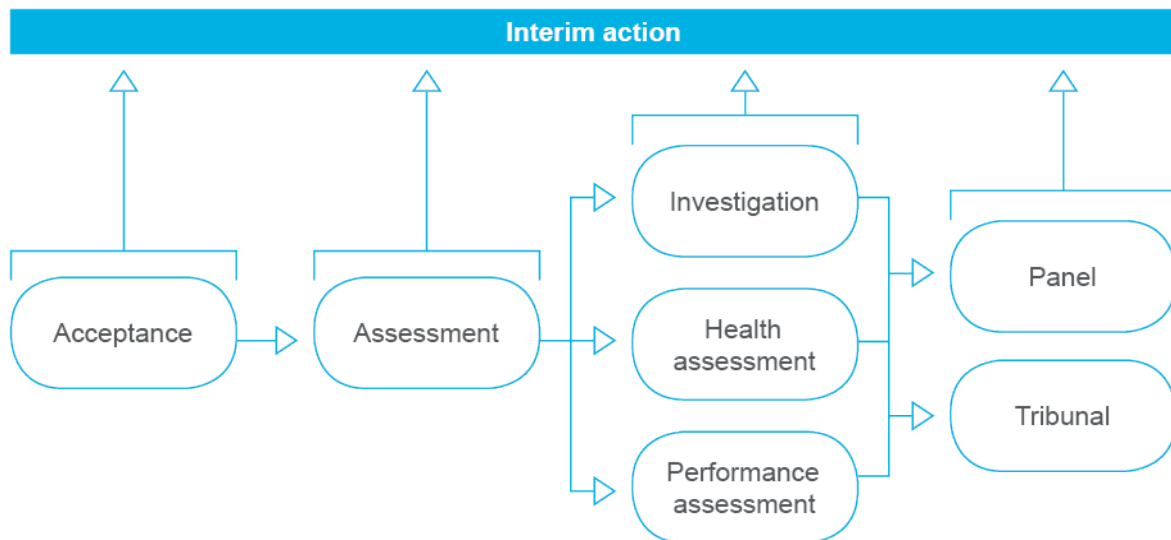 Interim action
Investigation
Panel
Acceptance
Assessment
Health
assessment
Tribunal
Performance
assessment